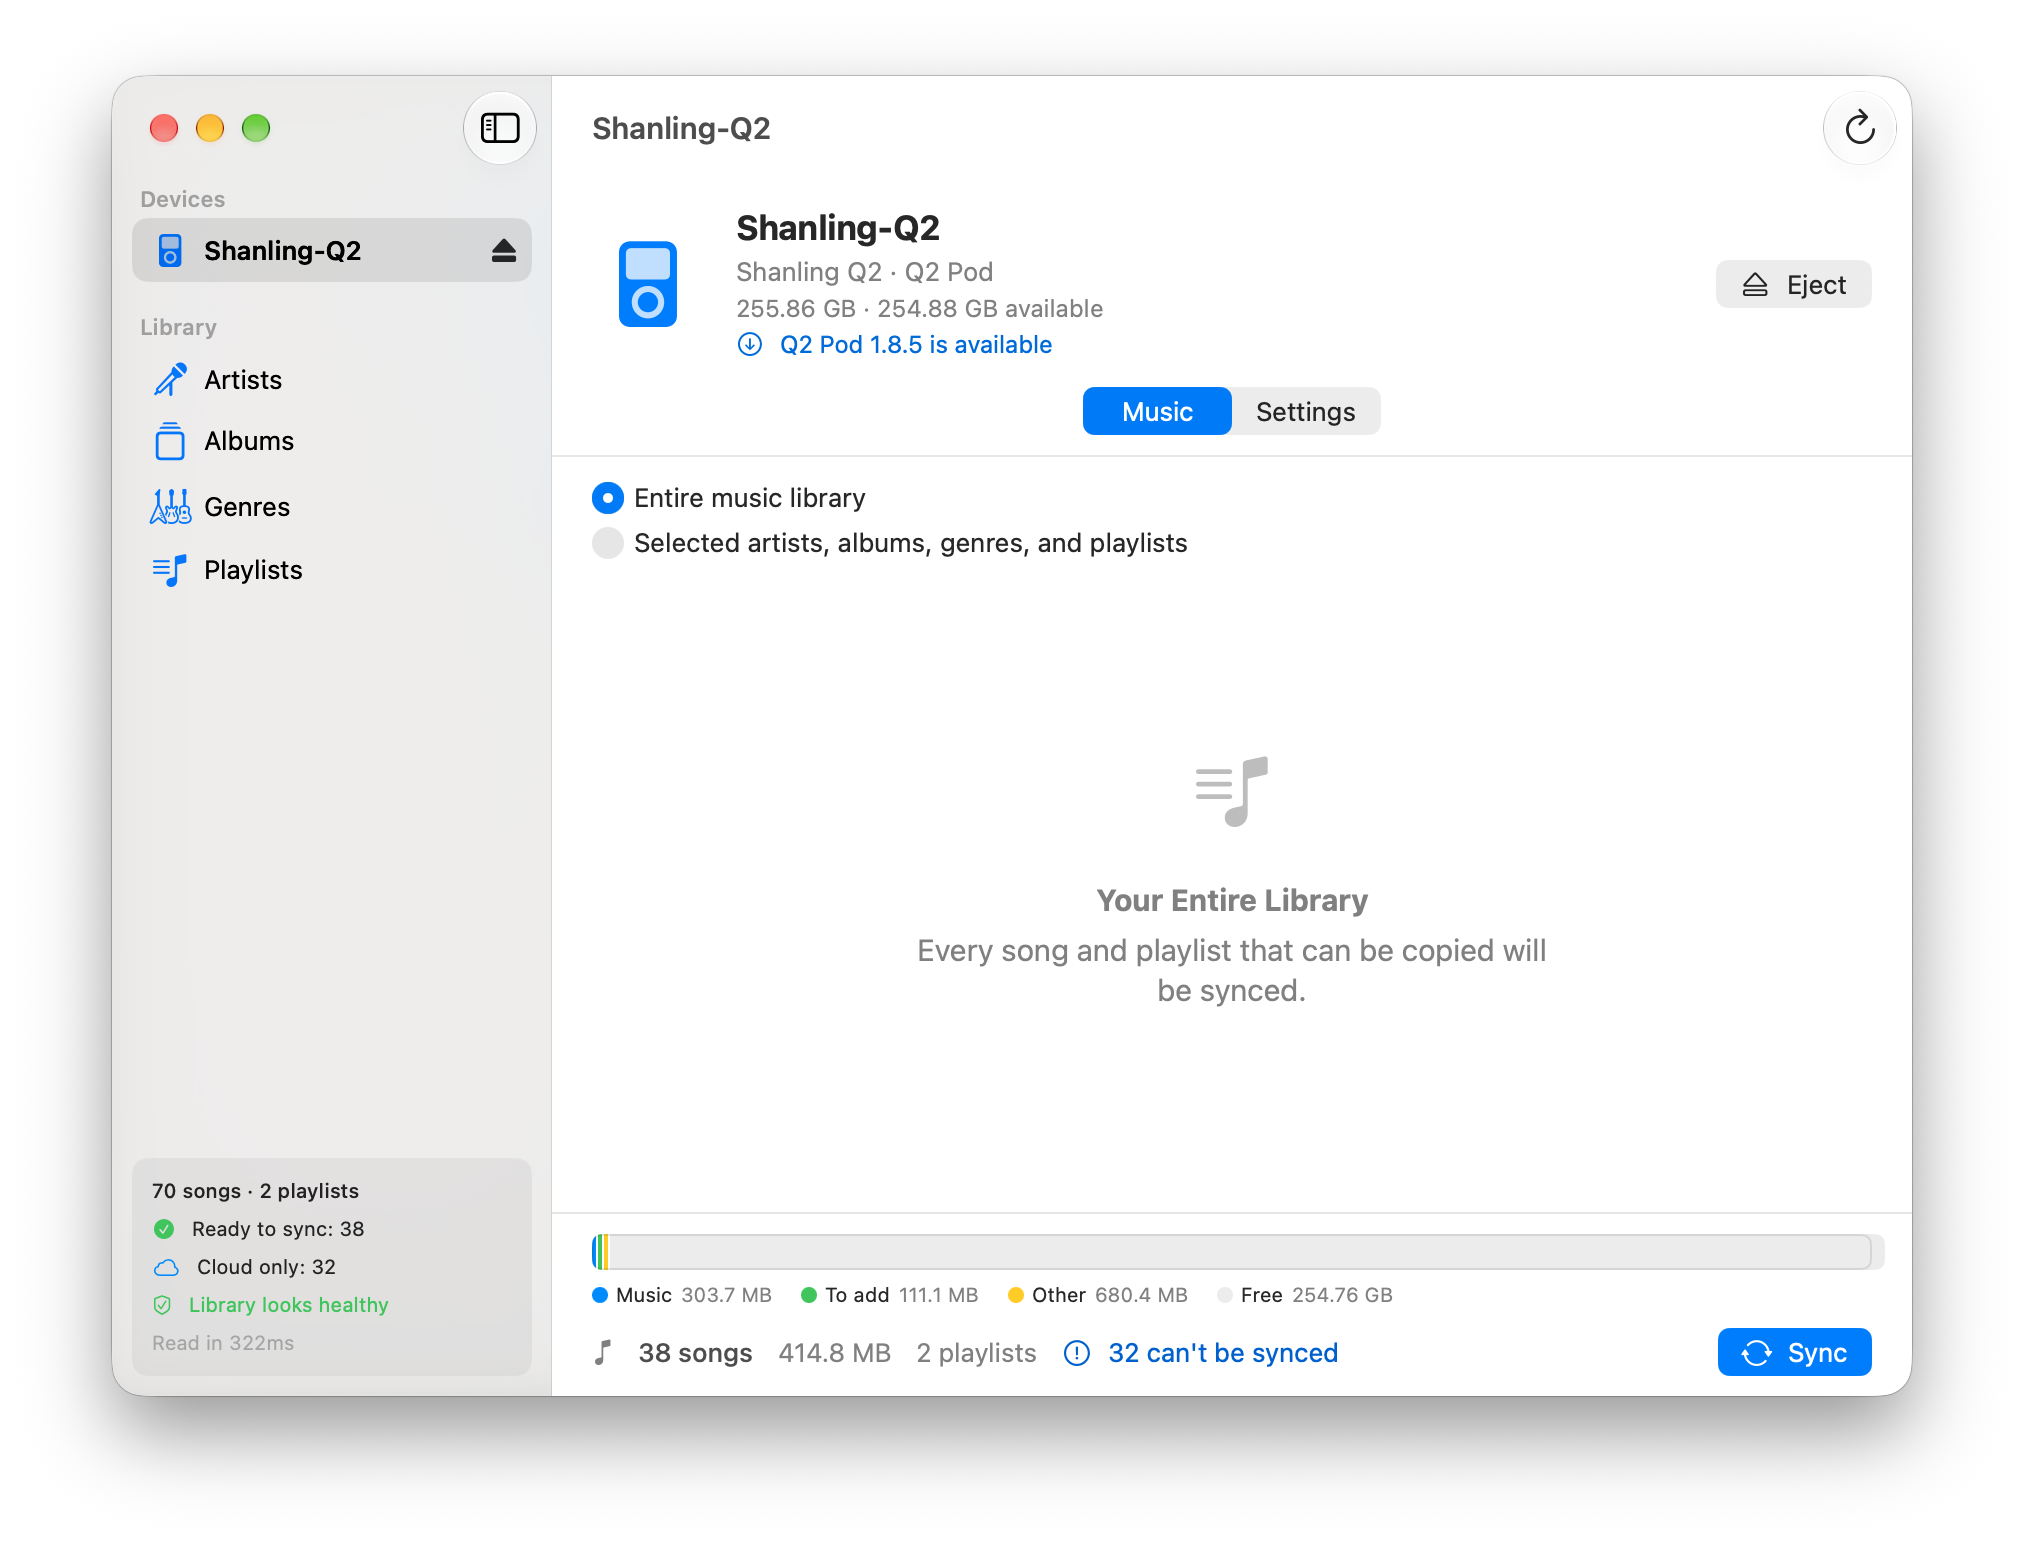 Shanling-Q2
Devices
Shanling-Q2
Library
Artists
Albums
Genres
Playlists
70 songs · 2 playlists
Ready to sync: 38
Cloud only: 32
Library looks healthy
Read in 322ms
Shanling-Q2
Shanling Q2 · Q2 Pod
255.86 GB · 254.88 GB available
Q2 Pod 1.8.5 is available
Eject
Music Settings
Entire music library
Selected artists, albums, genres, and playlists
Your Entire Library
Every song and playlist that can be copied will
be synced.
Music 303.7 MB To add 111.1 MB Other 680.4 MB Free 254.76 GB
38 songs 414.8 MB 2 playlists 32 can't be synced
Sync